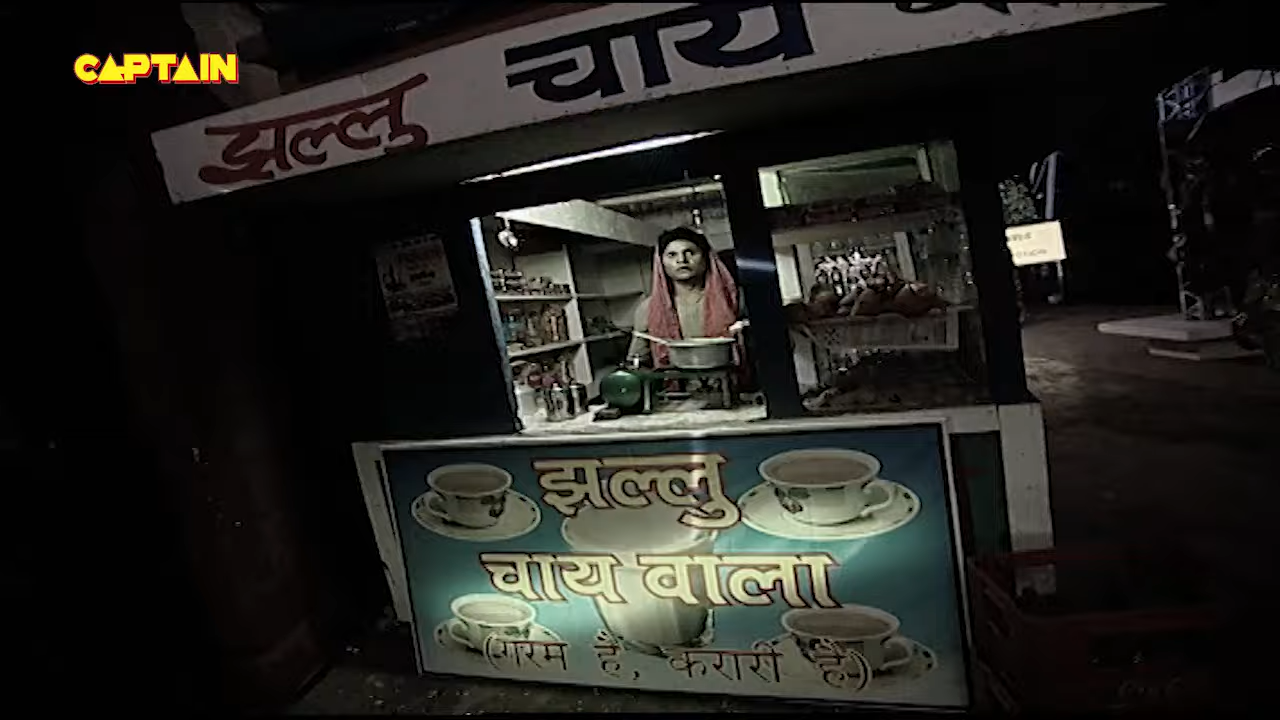 CAPTAIN
झल्लु चाय
झल्लु
चाय वाला
(गरम है, करारी है)